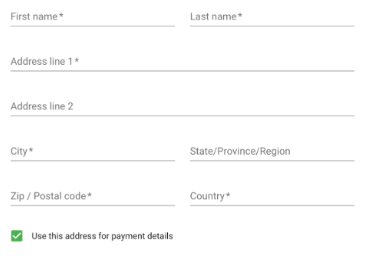 First name *
Last name *
Address line 1 *
Address line 2
City *
State/Province/Region
Zip / Postal code *
Country *
Use this address for payment details